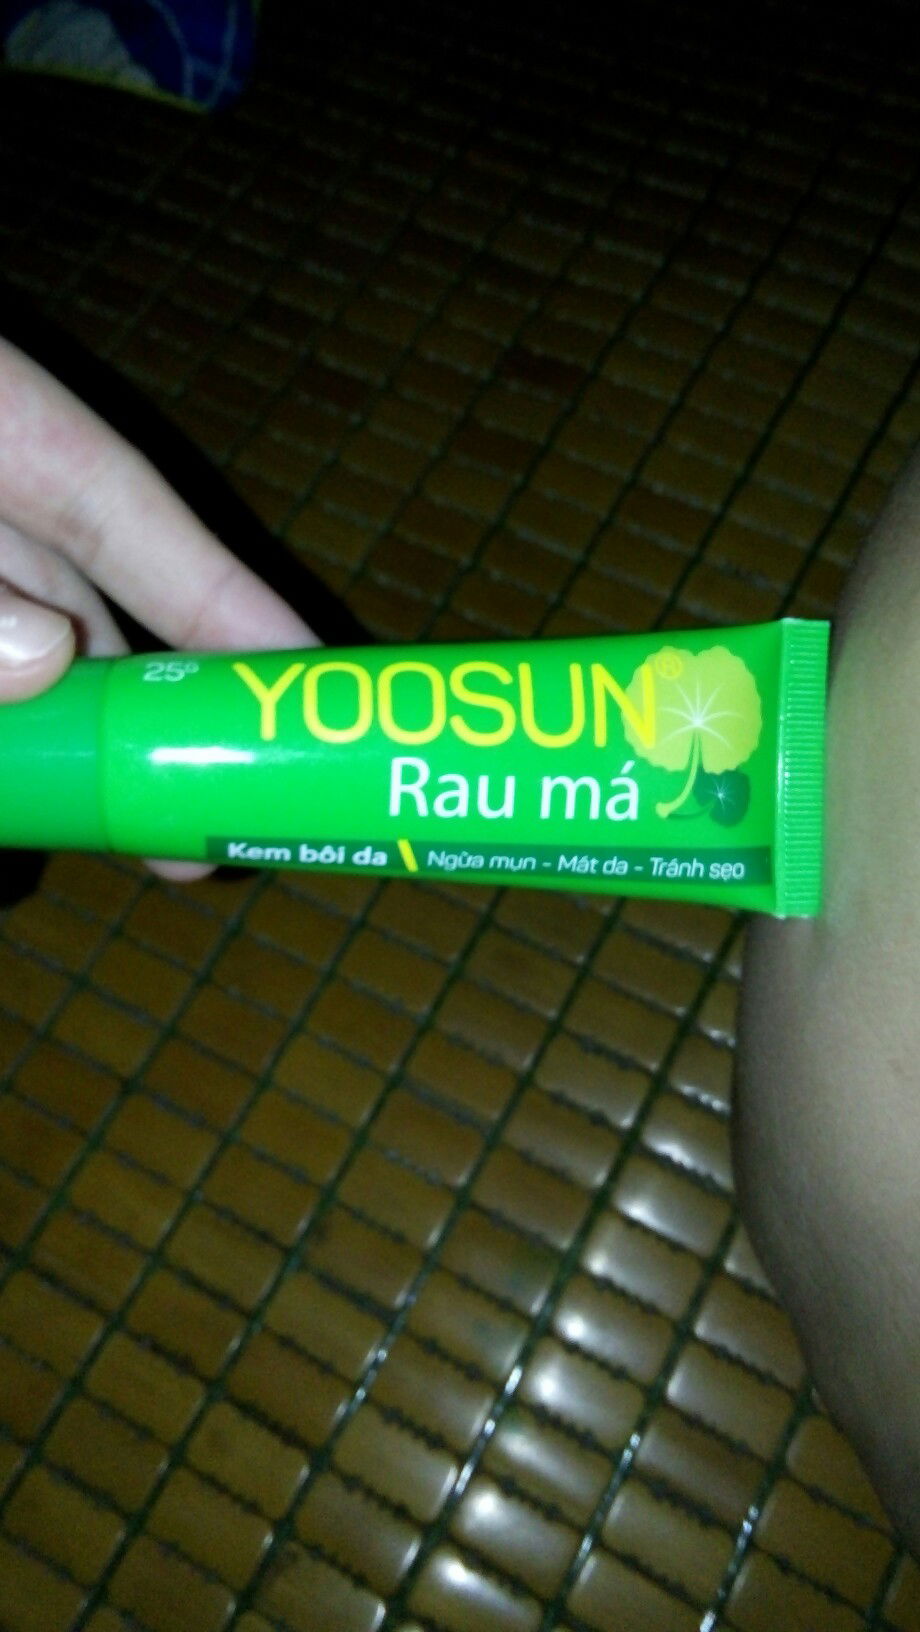 25g
YOOSUN®
Rau má
Kem bôi da \ Ngừa mụn - Mát da - Tránh sẹo